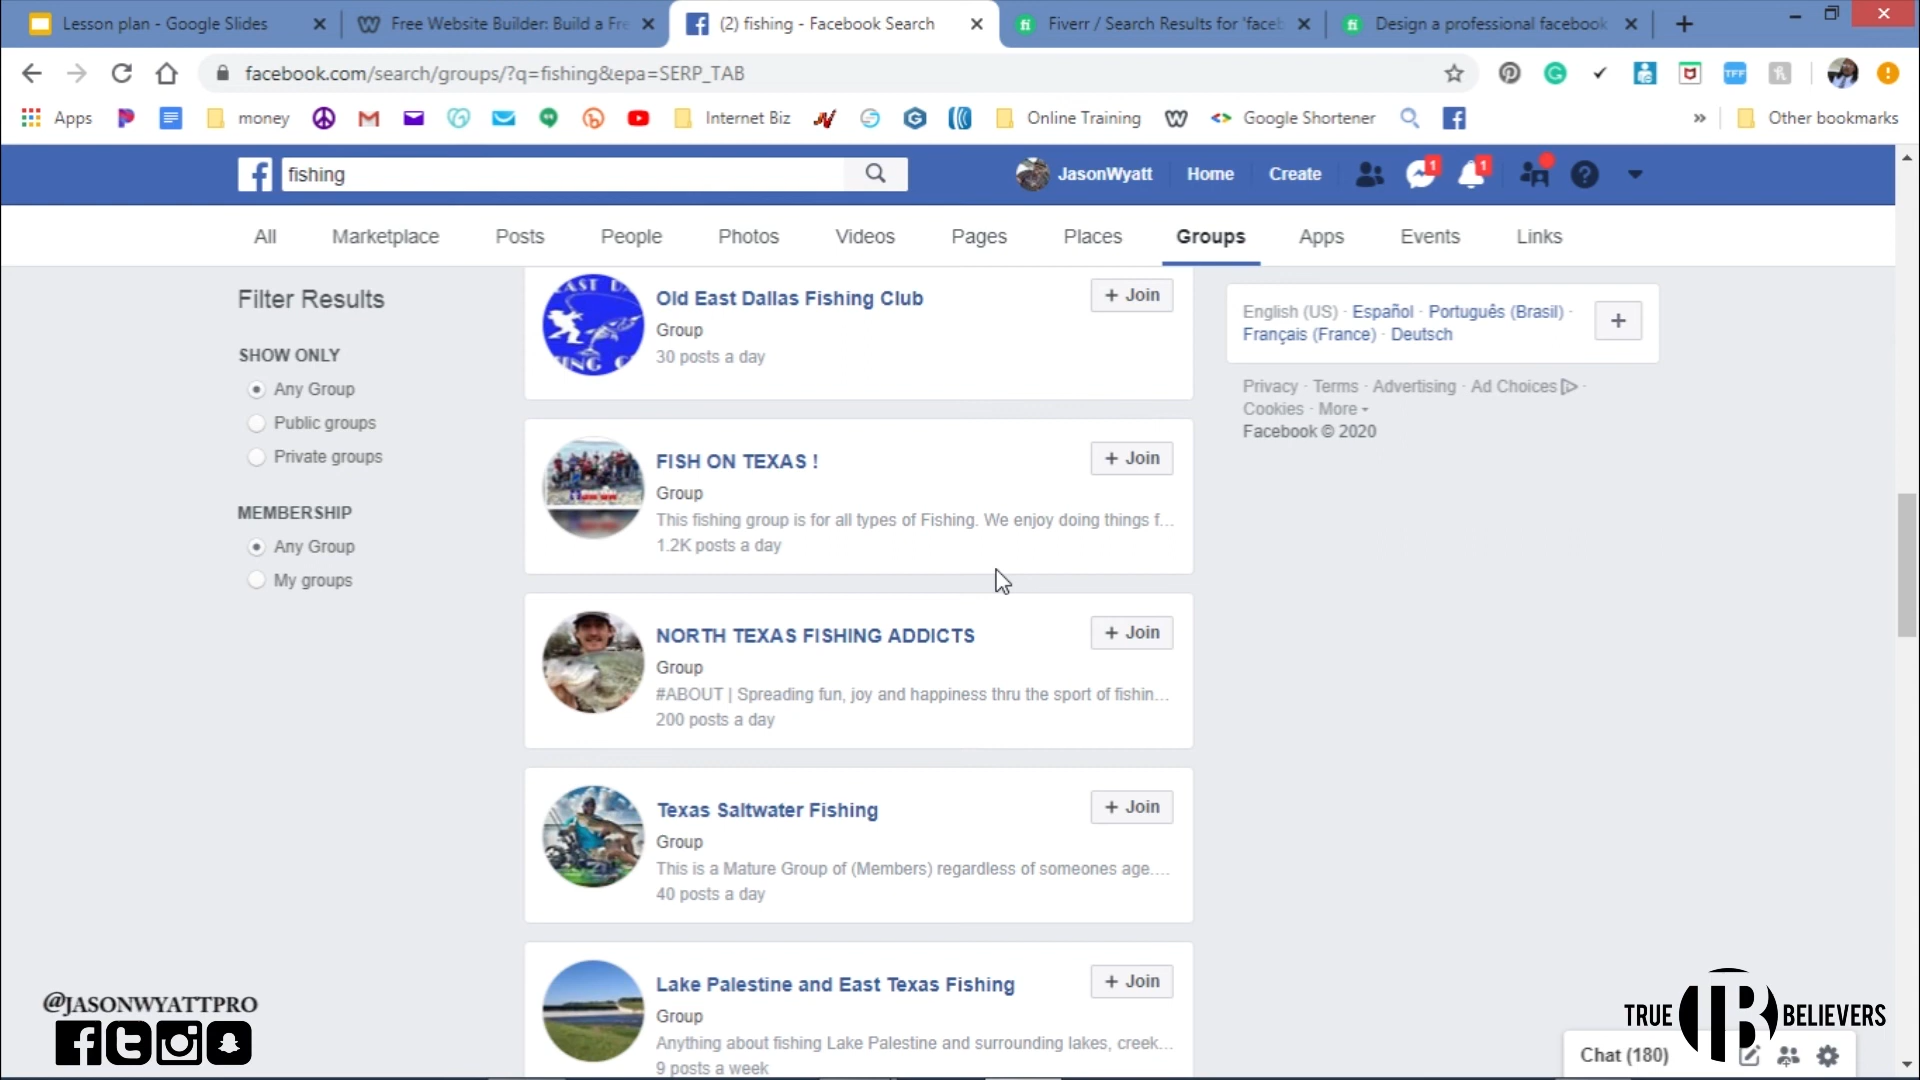 Lesson plan - Google Slides
Free Website Builder: Build a Fre
(2) fishing - Facebook Search
Fiverr / Search Results for 'faceb
Design a professional facebook
facebook.com/search/groups/?q=fishing&epa=SERP_TAB
TFF
Apps
money
Internet Biz
Online Training
Google Shortener
Other bookmarks
fishing
JasonWyatt
Home
Create
1
1
All
Marketplace
Posts
People
Photos
Videos
Pages
Places
Groups
Apps
Events
Links
Filter Results
SHOW ONLY
Any Group
Public groups
Private groups
MEMBERSHIP
Any Group
My groups
Old East Dallas Fishing Club
Group
30 posts a day
+ Join
FISH ON TEXAS !
Group
This fishing group is for all types of Fishing. We enjoy doing things f...
1.2K posts a day
+ Join
NORTH TEXAS FISHING ADDICTS
Group
#ABOUT | Spreading fun, joy and happiness thru the sport of fishin...
200 posts a day
+ Join
Texas Saltwater Fishing
Group
This is a Mature Group of (Members) regardless of someones age....
40 posts a day
+ Join
Lake Palestine and East Texas Fishing
Group
Anything about fishing Lake Palestine and surrounding lakes, creek...
9 posts a week
+ Join
English (US) · Español · Português (Brasil) ·
Français (France) · Deutsch
Privacy · Terms · Advertising · Ad Choices ·
Cookies · More
Facebook © 2020
@JASONWYATTPRO
TRUE TB BELIEVERS
Chat (180)